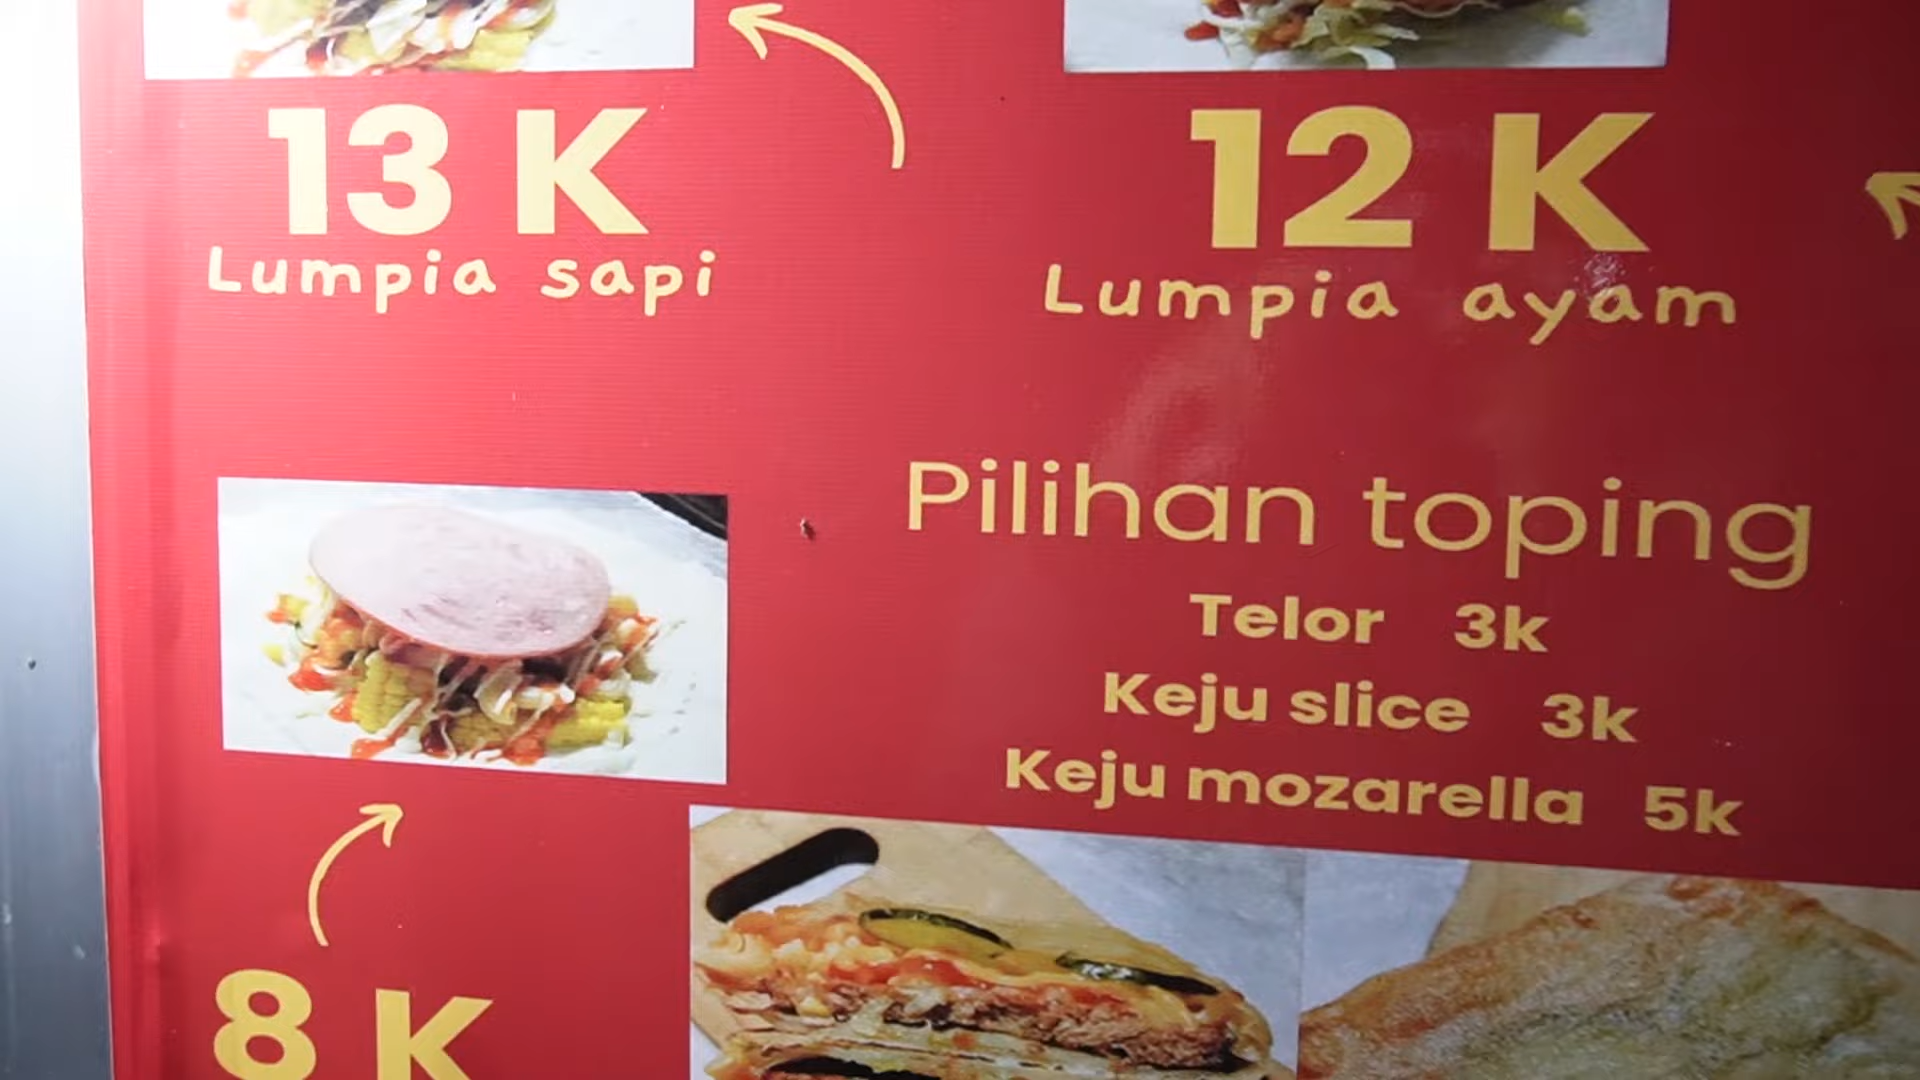 13 K
Lumpia sapi
12 K
Lumpia ayam
Pilihan toping
Telor 3k
Keju slice 3k
Keju mozarella 5k
8 K